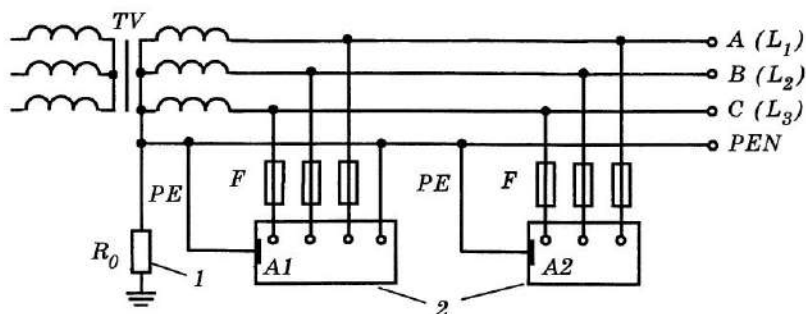 TV
A (L₁)
B (L₂)
C (L₃)
PEN
PE F PE F
R₀ 1 A1 2 A2